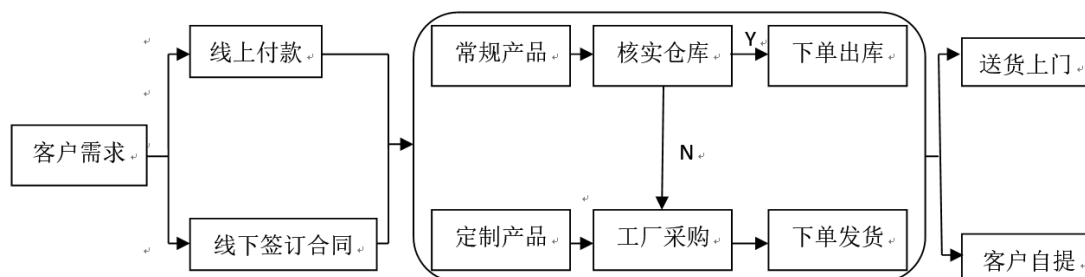 线上付款
常规产品
核实仓库
Y
下单出库
送货上门
客户需求
N
线下签订合同
定制产品
工厂采购
下单发货
客户自提